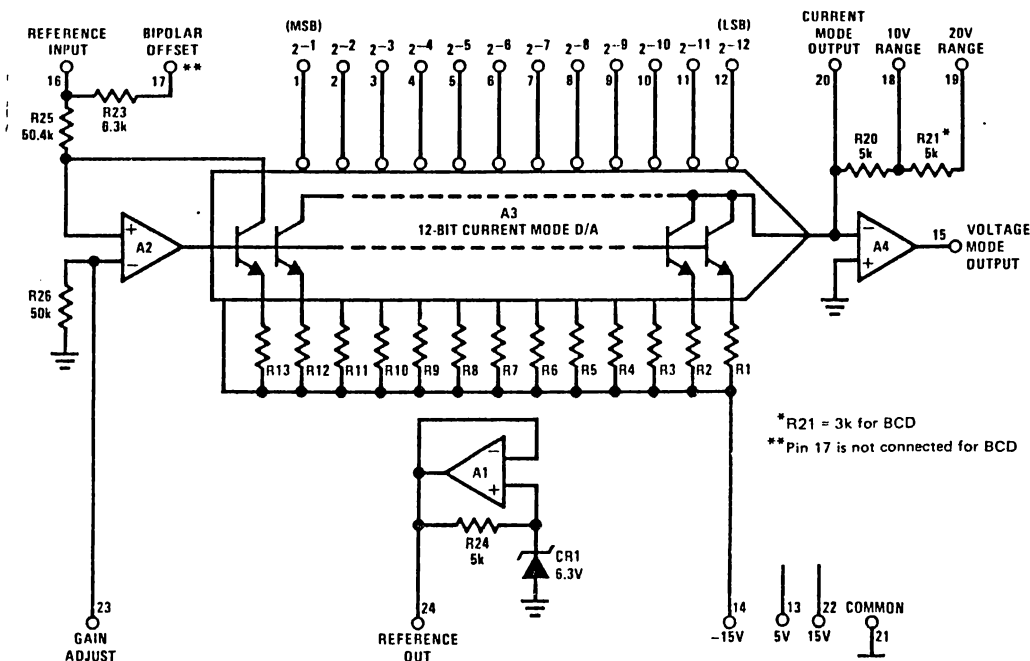 REFERENCE INPUT
16
BIPOLAR OFFSET
17 **
(MSB)
(LSB)
2-1 2-2 2-3 2-4 2-5 2-6 2-7 2-8 2-9 2-10 2-11 2-12
1 2 3 4 5 6 7 8 9 10 11 12
CURRENT MODE OUTPUT
20
10V RANGE
18
20V RANGE
19
R25
50.4k
R23
6.3k
R20
5k
R21*
5k
A3
12-BIT CURRENT MODE D/A
+
A2
-
-
A4
+
15
VOLTAGE MODE OUTPUT
R26
50k
R13 R12 R11 R10 R9 R8 R7 R6 R5 R4 R3 R2 R1
*R21 = 3k for BCD
**Pin 17 is not connected for BCD
-
A1
+
R24
5k
CR1
6.3V
23
GAIN ADJUST
24
REFERENCE OUT
14
-15V
13
5V
22
15V
COMMON
21